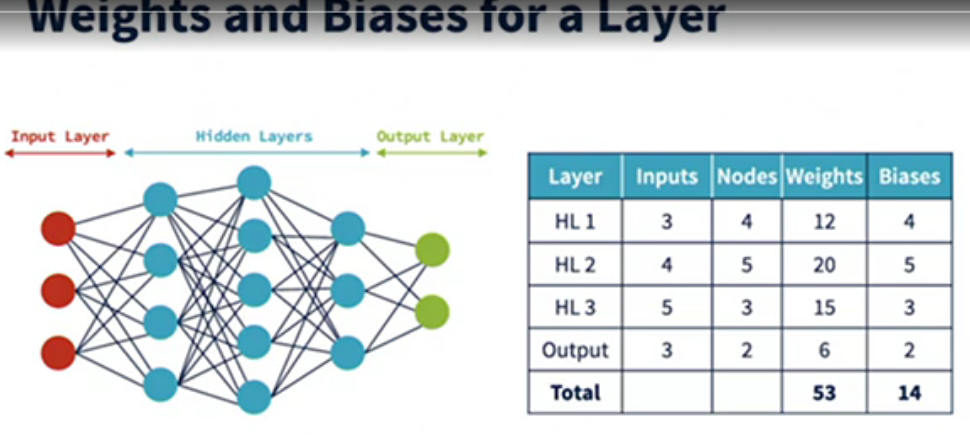 Weights and Biases for a Layer
Input Layer Hidden Layers Output Layer
Layer Inputs Nodes Weights Biases
HL 1 3 4 12 4
HL 2 4 5 20 5
HL 3 5 3 15 3
Output 3 2 6 2
Total 53 14